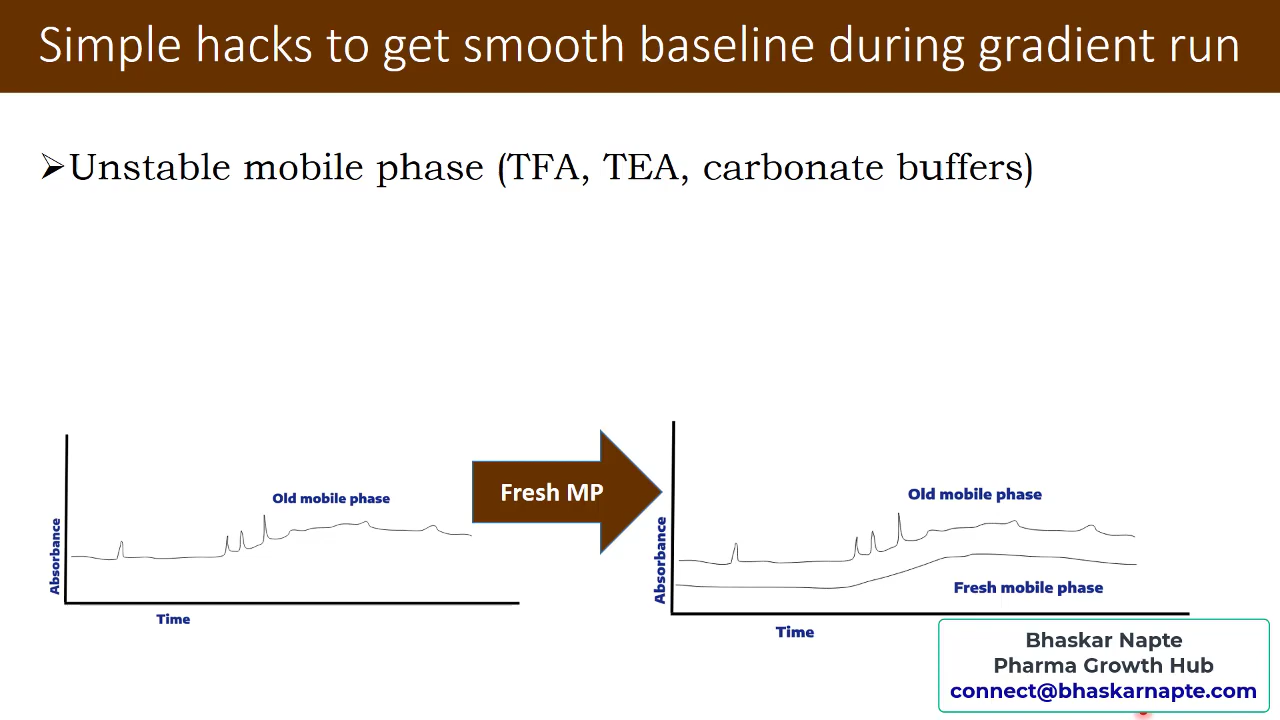 Simple hacks to get smooth baseline during gradient run
➢Unstable mobile phase (TFA, TEA, carbonate buffers)
Old mobile phase
Absorbance
Time
Fresh MP
Old mobile phase
Absorbance
Fresh mobile phase
Time
Bhaskar Napte
Pharma Growth Hub
connect@bhaskarnapte.com